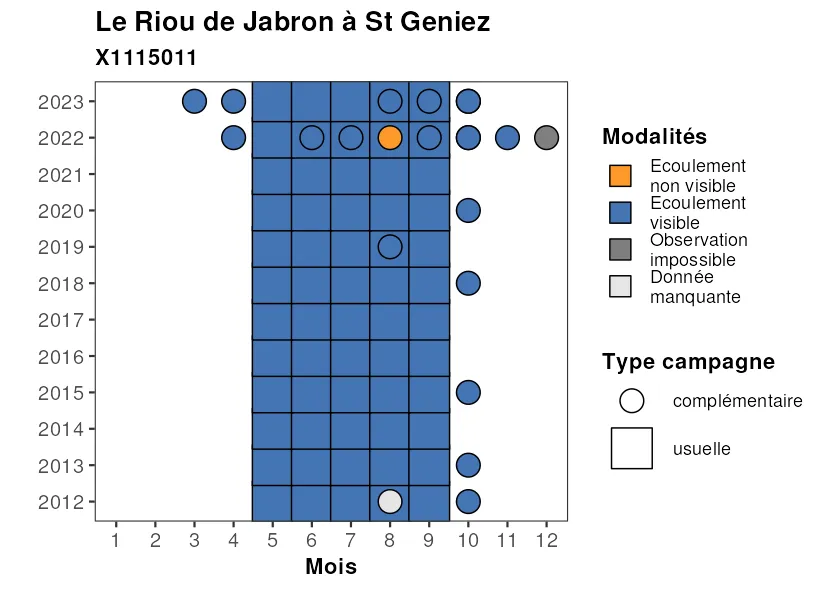 Le Riou de Jabron à St Geniez
X1115011
2023
2022
2021
2020
2019
2018
2017
2016
2015
2014
2013
2012
1 2 3 4 5 6 7 8 9 10 11 12
Mois
Modalités
Ecoulement
non visible
Ecoulement
visible
Observation
impossible
Donnée
manquante
Type campagne
complémentaire
usuelle